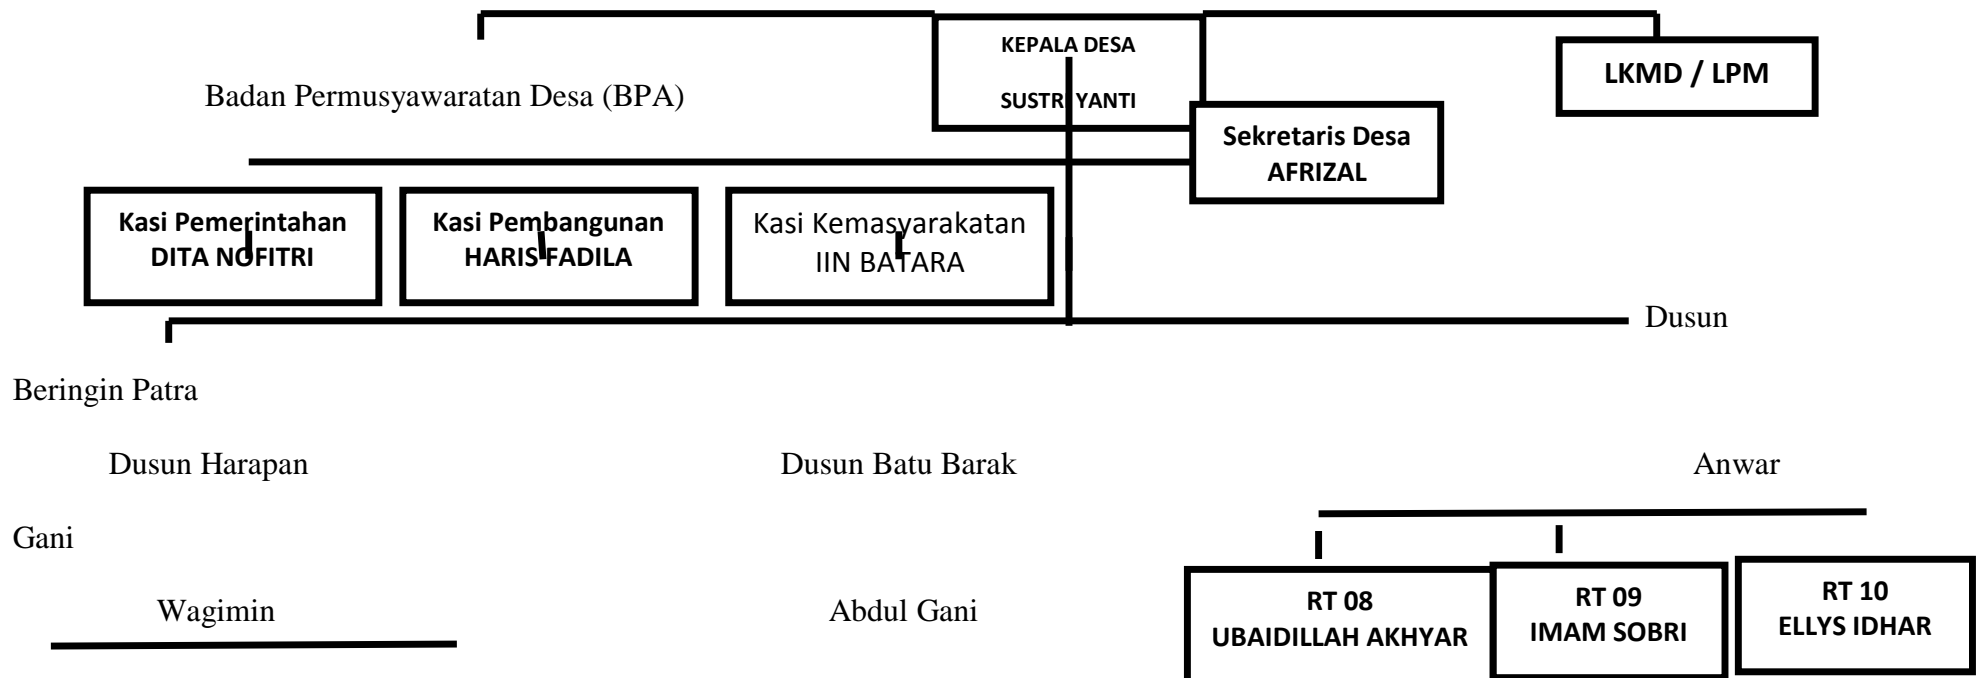 KEPALA DESA
SUSTRI YANTI
LKMD / LPM
Badan Permusyawaratan Desa (BPA)
Sekretaris Desa
AFRIZAL
Kasi Pemerintahan
DITA NOFITRI
Kasi Pembangunan
HARIS FADILA
Kasi Kemasyarakatan
IIN BATARA
Dusun
Beringin Patra
Dusun Harapan
Dusun Batu Barak
Anwar
Gani
Wagimin
Abdul Gani
RT 08
UBAIDILLAH AKHYAR
RT 09
IMAM SOBRI
RT 10
ELLYS IDHAR